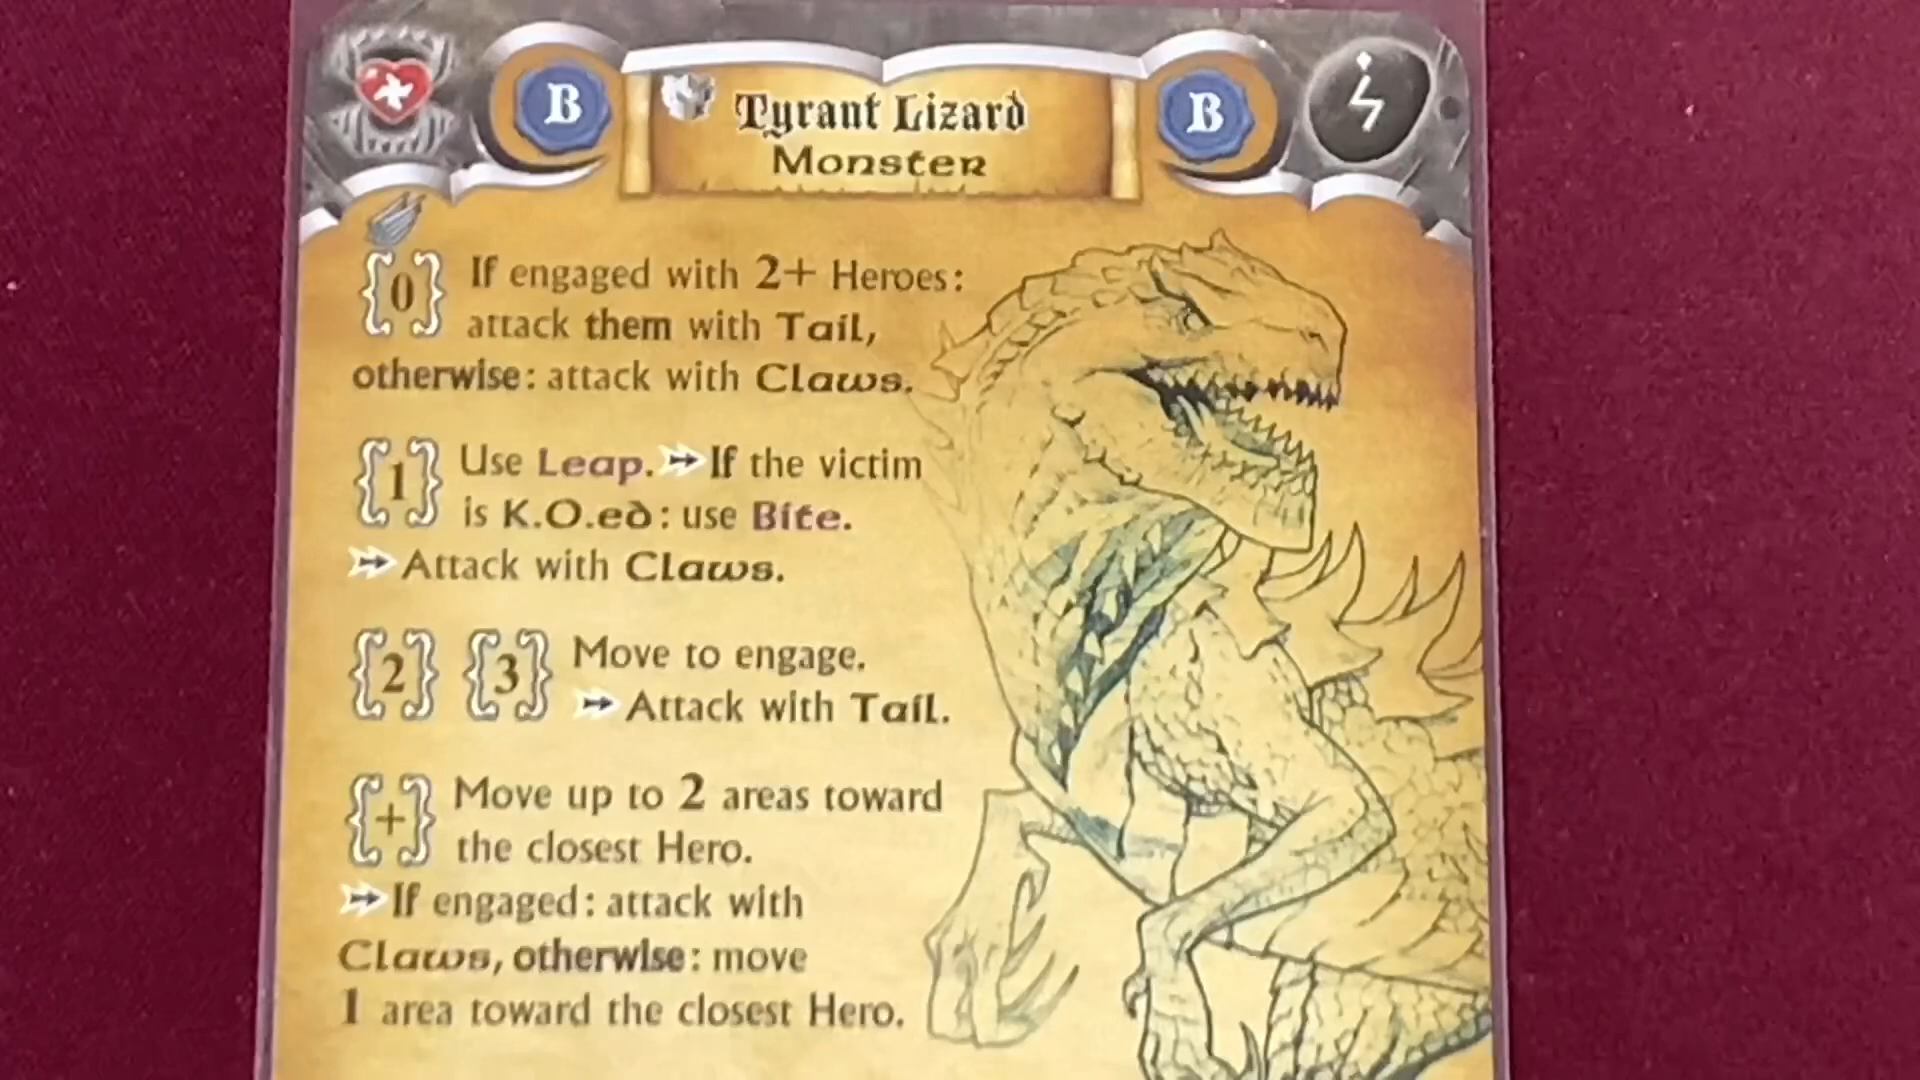 B
Tyrant Lizard
B
Monster
{0} If engaged with 2+ Heroes:
attack them with Tail,
otherwise: attack with Claws.
{1} Use Leap. ➳ If the victim
is K.O.ed: use Bite.
➳ Attack with Claws.
{2} {3} Move to engage.
➳ Attack with Tail.
{+} Move up to 2 areas toward
the closest Hero.
➳ If engaged: attack with
Claws, otherwise: move
1 area toward the closest Hero.